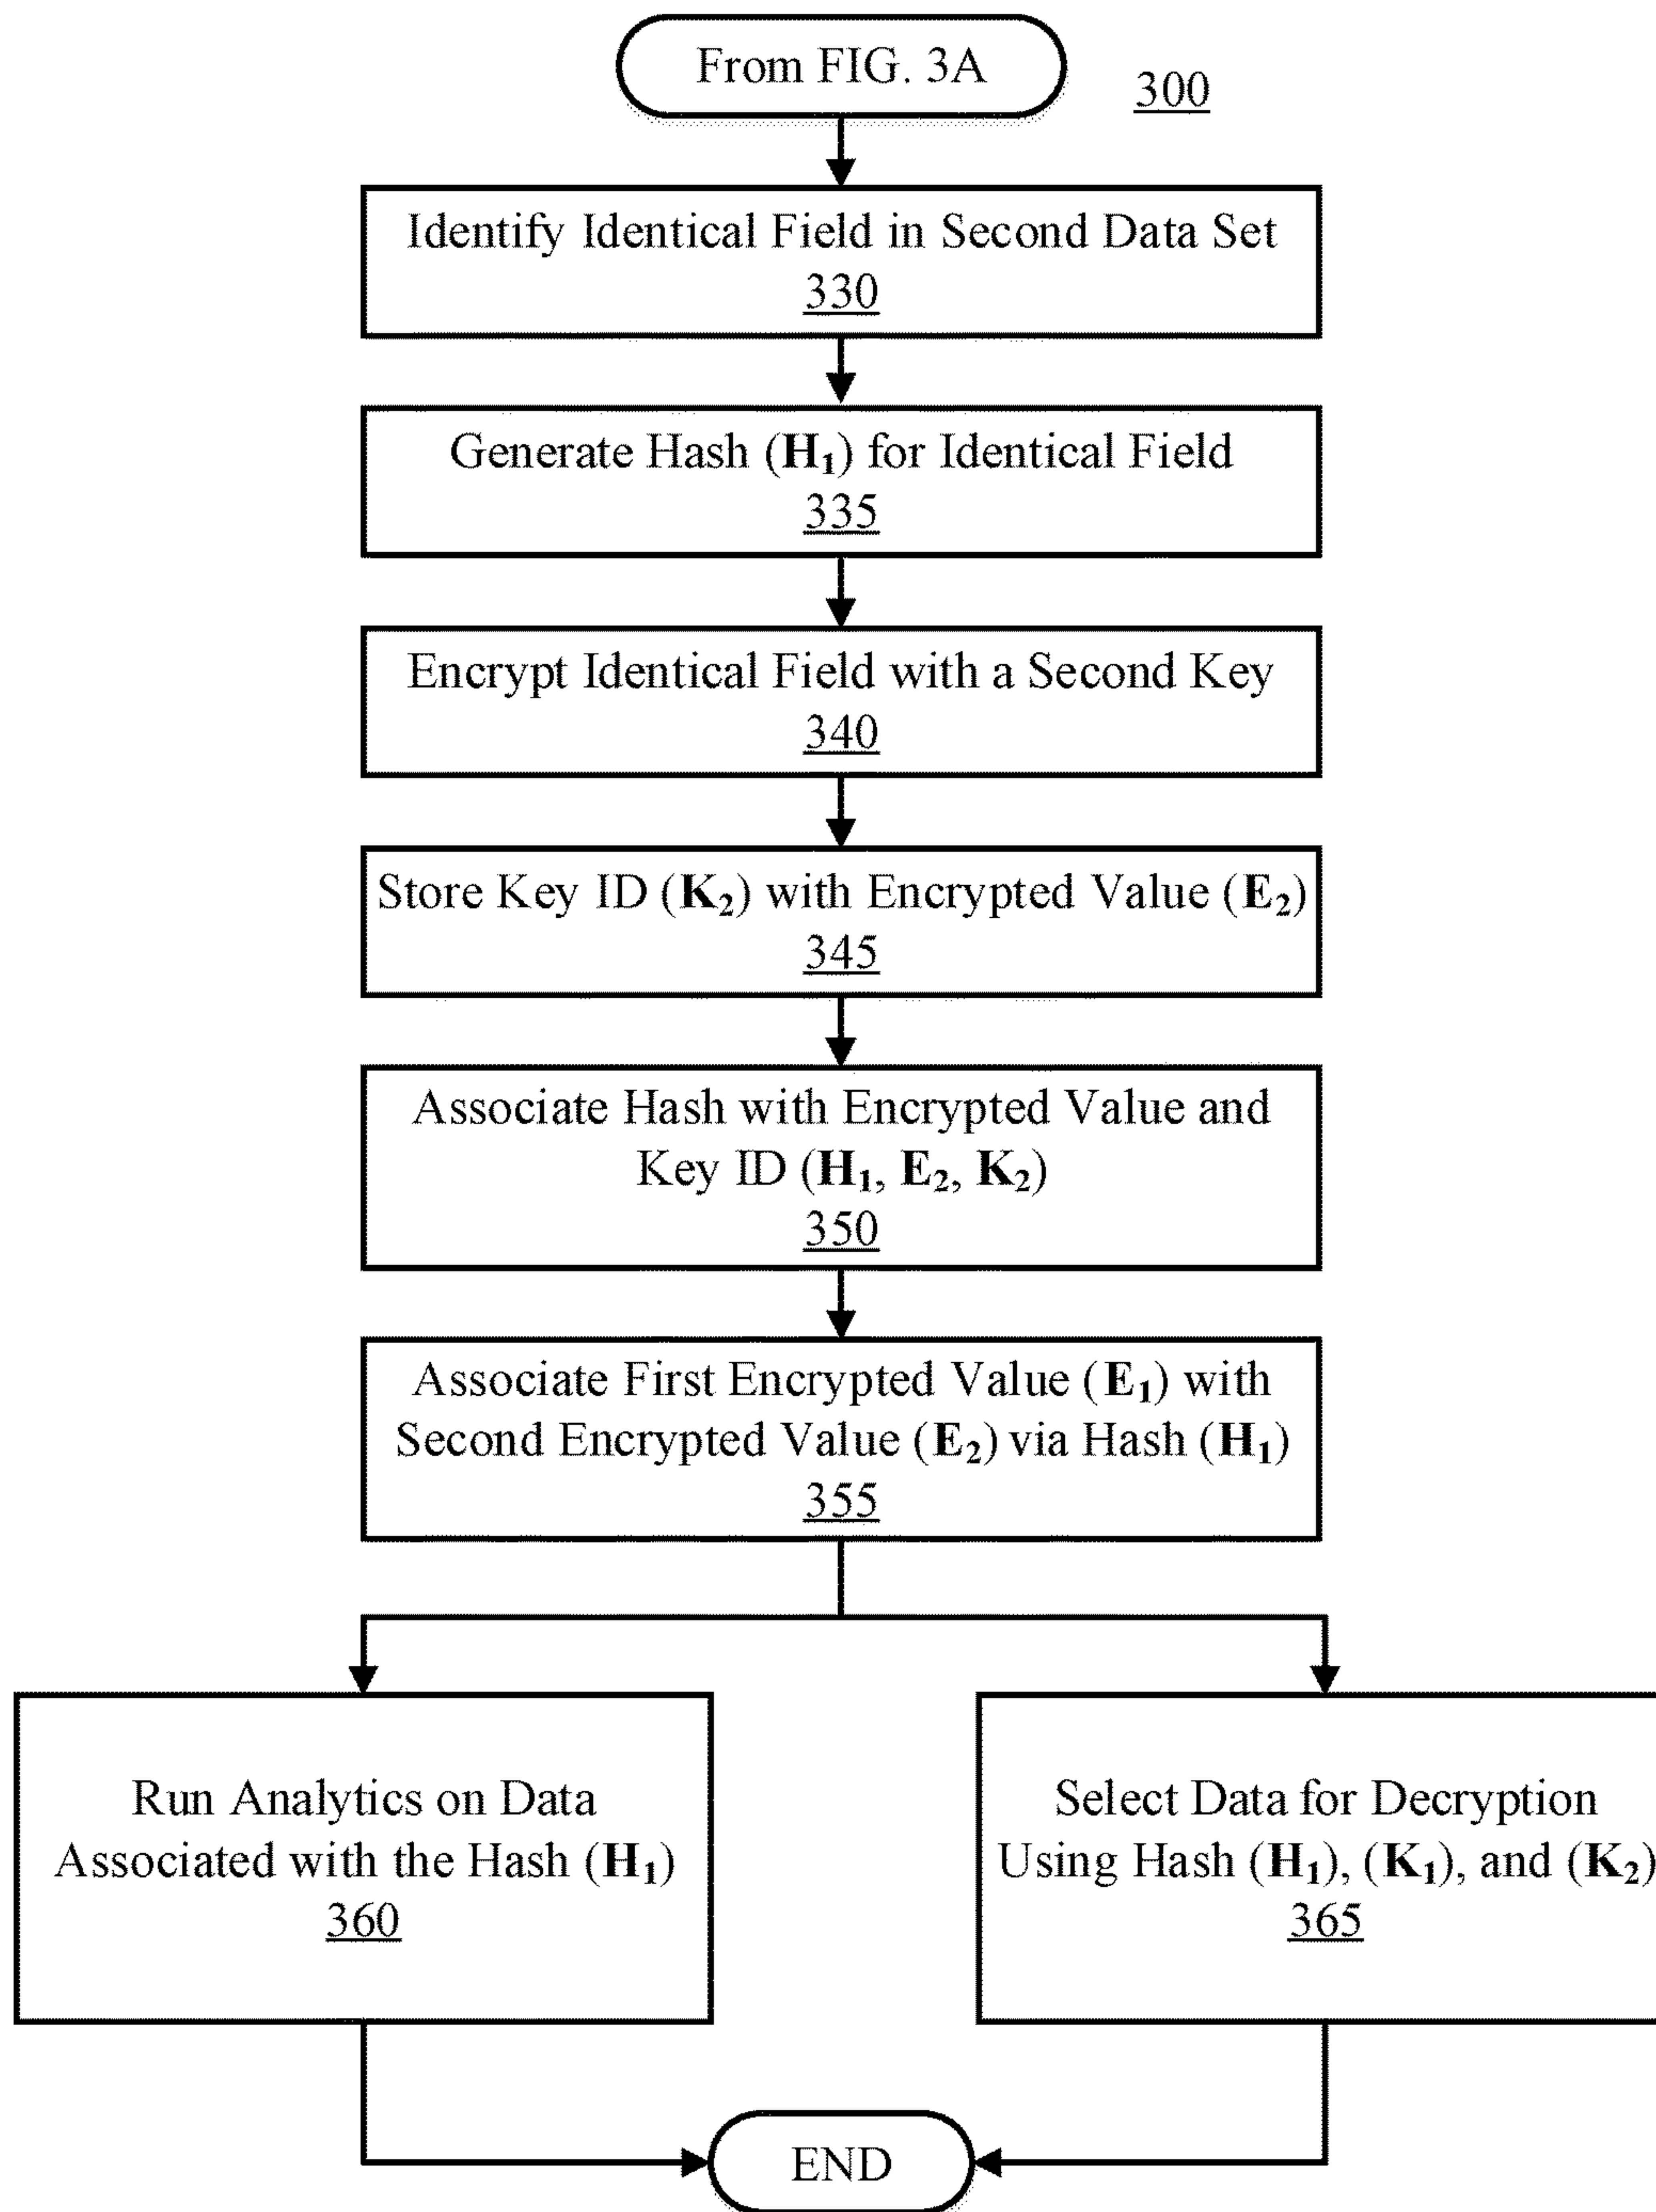 From FIG. 3A
300
Identify Identical Field in Second Data Set
330
Generate Hash (H₁) for Identical Field
335
Encrypt Identical Field with a Second Key
340
Store Key ID (K₂) with Encrypted Value (E₂)
345
Associate Hash with Encrypted Value and
Key ID (H₁, E₂, K₂)
350
Associate First Encrypted Value (E₁) with
Second Encrypted Value (E₂) via Hash (H₁)
355
Run Analytics on Data
Associated with the Hash (H₁)
360
Select Data for Decryption
Using Hash (H₁), (K₁), and (K₂)
365
END